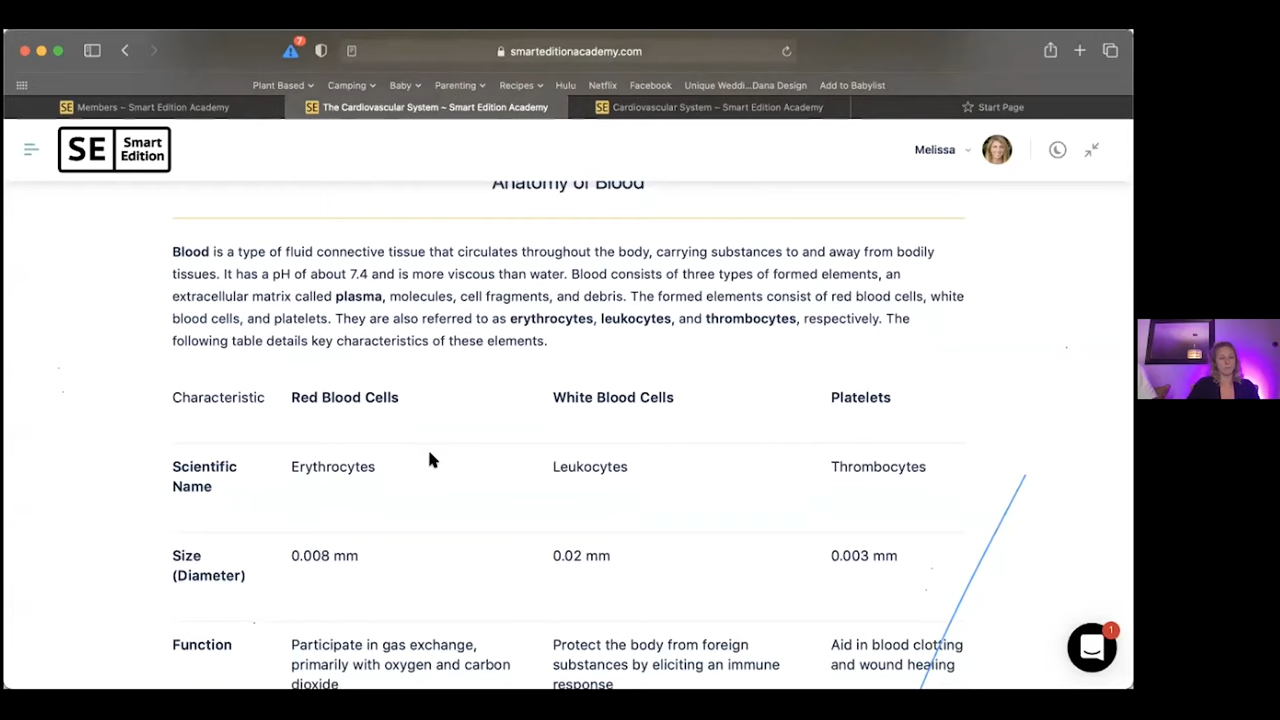 7
smarteditionacademy.com
Plant Based Camping Baby Parenting Recipes Hulu Netflix Facebook Unique Weddi...Dana Design Add to Babylist
SE Members ~ Smart Edition Academy SE The Cardiovascular System ~ Smart Edition Academy SE Cardiovascular System ~ Smart Edition Academy Start Page
SE Smart
Edition
Melissa
Anatomy of Blood
Blood is a type of fluid connective tissue that circulates throughout the body, carrying substances to and away from bodily
tissues. It has a pH of about 7.4 and is more viscous than water. Blood consists of three types of formed elements, an
extracellular matrix called plasma, molecules, cell fragments, and debris. The formed elements consist of red blood cells, white
blood cells, and platelets. They are also referred to as erythrocytes, leukocytes, and thrombocytes, respectively. The
following table details key characteristics of these elements.
Characteristic Red Blood Cells White Blood Cells Platelets
Scientific Erythrocytes Leukocytes Thrombocytes
Name
Size 0.008 mm 0.02 mm 0.003 mm
(Diameter)
Function Participate in gas exchange, Protect the body from foreign Aid in blood clotting
primarily with oxygen and carbon substances by eliciting an immune and wound healing
dioxide response
1